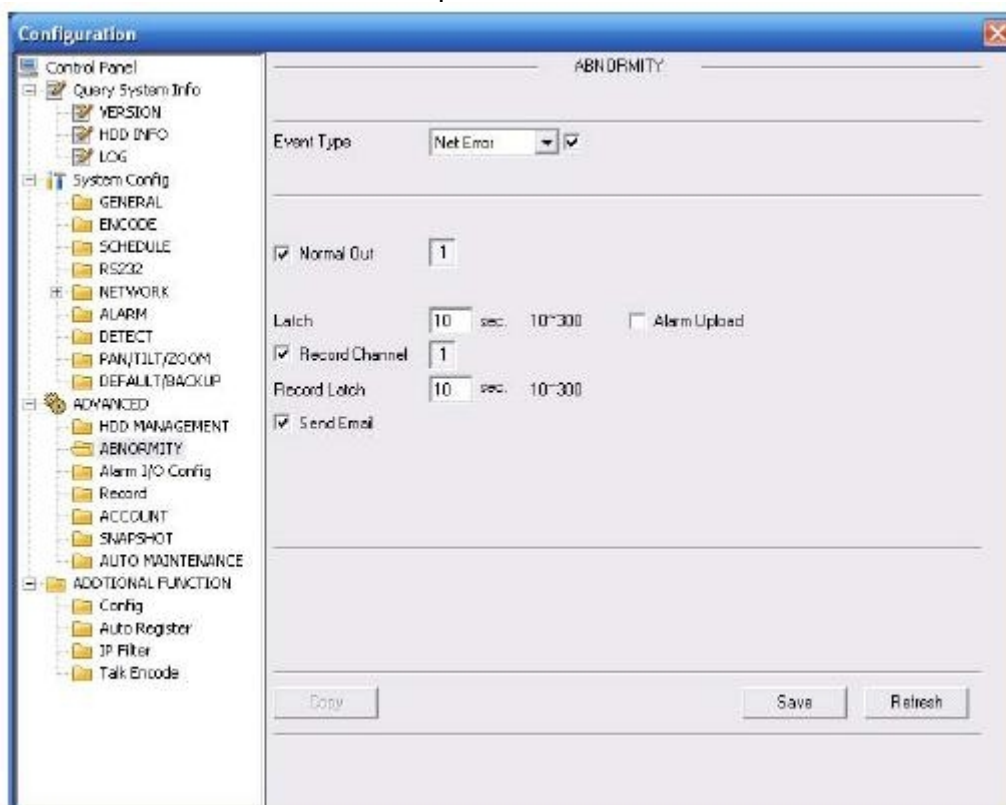 Configuration
Control Panel
Query System Info
VERSION
HDD INFO
LOG
System Config
GENERAL
ENCODE
SCHEDULE
RS232
NETWORK
ALARM
DETECT
PAN/TILT/ZOOM
DEFAULT/BACKUP
ADVANCED
HDD MANAGEMENT
ABNORMITY
Alarm I/O Config
Record
ACCOUNT
SNAPSHOT
AUTO MAINTENANCE
ADDTIONAL FUNCTION
Config
Auto Register
IP Filter
Talk Encode
ABNORMITY
Event Type Net Error
Normal Out 1
Latch 10 sec. 10~300 Alarm Upload
Record Channel 1
Record Latch 10 sec. 10~300
Send Email
Copy Save Refresh